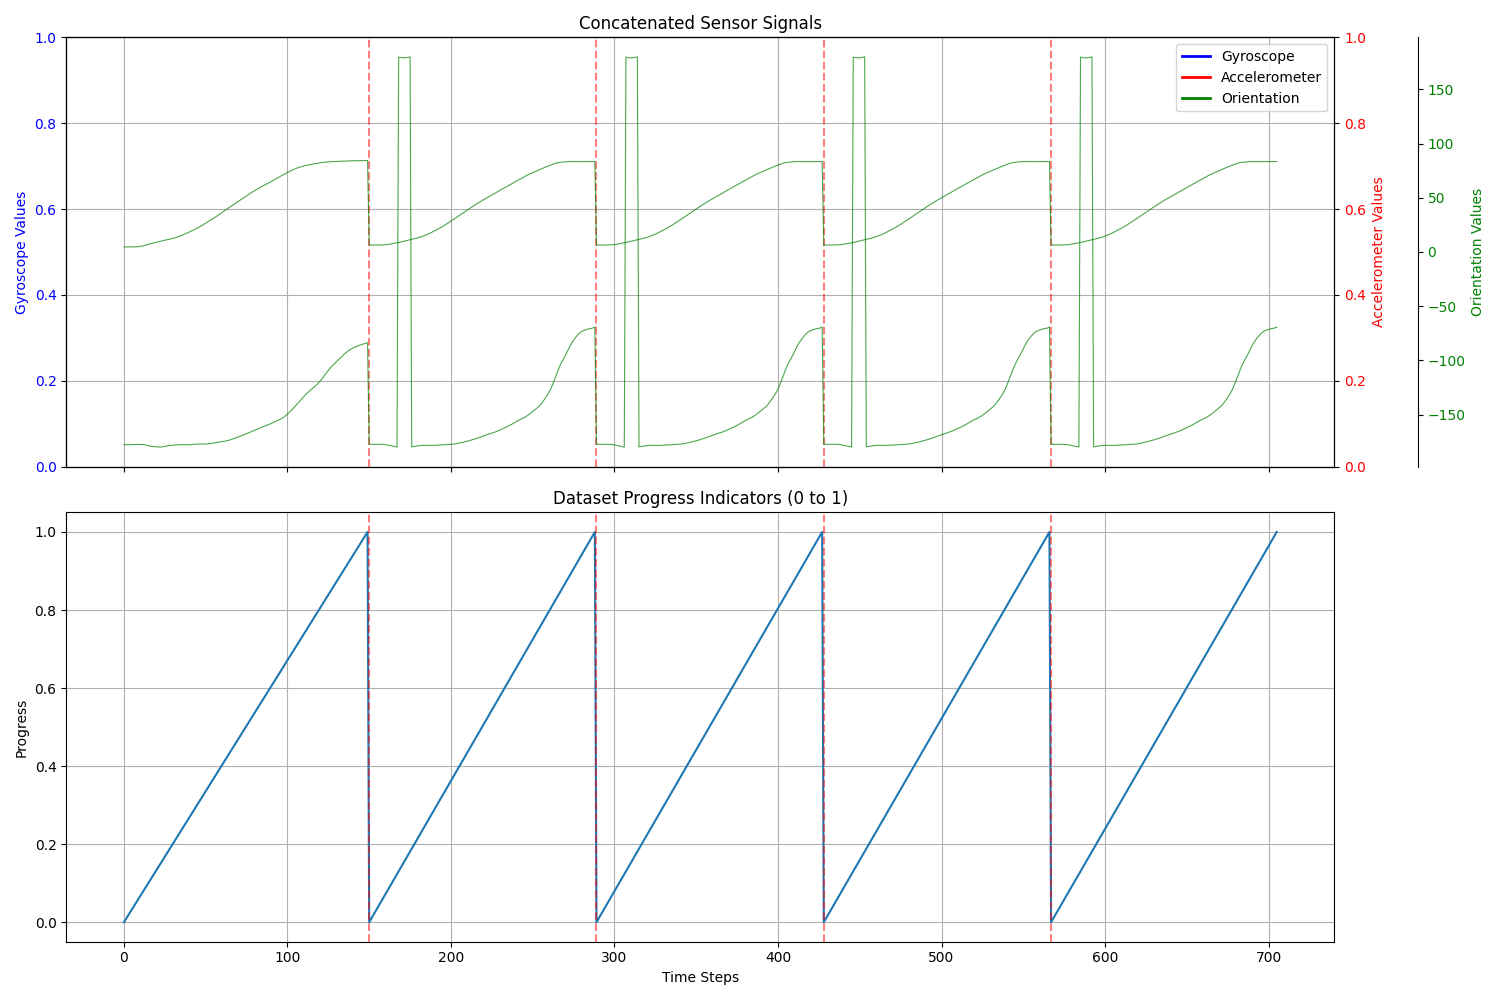 Concatenated Sensor Signals
Gyroscope Values
1.0
0.8
0.6
0.4
0.2
0.0
Gyroscope
Accelerometer
Orientation
1.0
0.8
0.6
0.4
0.2
0.0
Accelerometer Values
150
100
50
0
−50
−100
−150
Orientation Values
Dataset Progress Indicators (0 to 1)
Progress
1.0
0.8
0.6
0.4
0.2
0.0
0 100 200 300 400 500 600 700
Time Steps